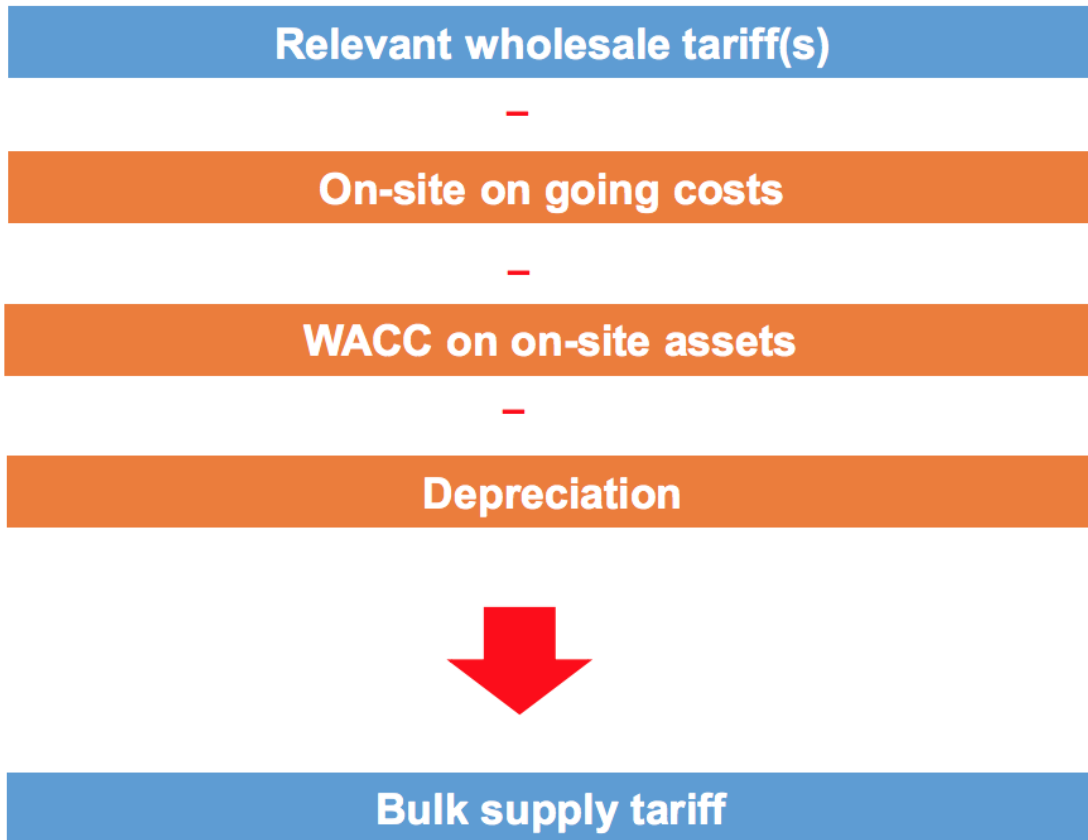 Relevant wholesale tariff(s)
–
On-site on going costs
–
WACC on on-site assets
–
Depreciation
Bulk supply tariff